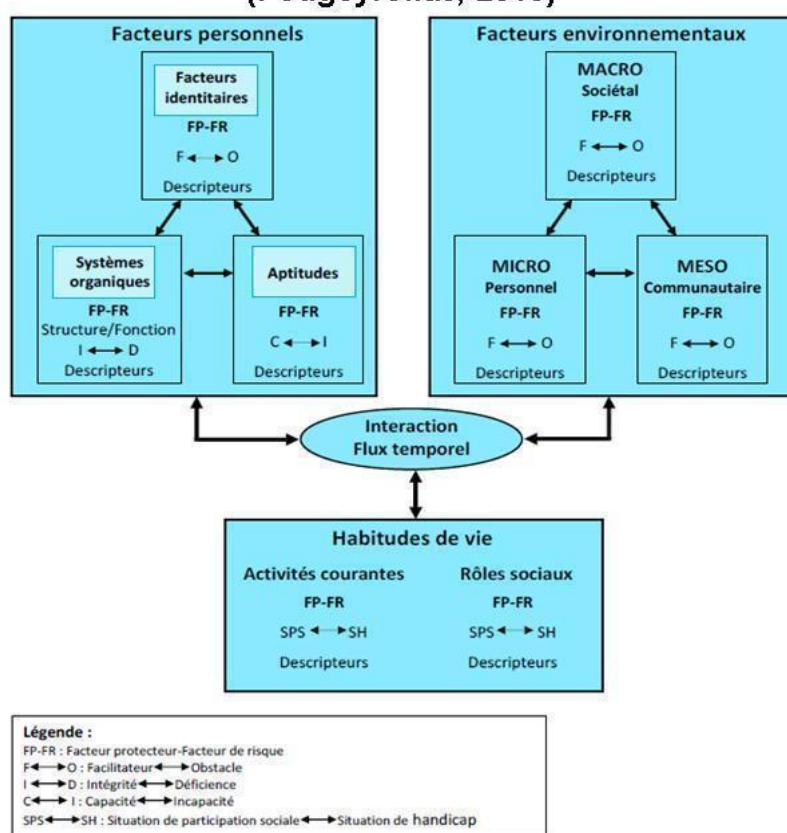 Facteurs personnels
Facteurs
identitaires
FP-FR
F ←→ O
Descripteurs
Systèmes
organiques
FP-FR
Structure/Fonction
I ←→ D
Descripteurs
Aptitudes
FP-FR
C ←→ I
Descripteurs
Facteurs environnementaux
MACRO
Sociétal
FP-FR
F ←→ O
Descripteurs
MICRO
Personnel
FP-FR
F ←→ O
Descripteurs
MESO
Communautaire
FP-FR
F ←→ O
Descripteurs
Interaction
Flux temporel
Habitudes de vie
Activités courantes
FP-FR
SPS ←→ SH
Descripteurs
Rôles sociaux
FP-FR
SPS ←→ SH
Descripteurs
Légende :
FP-FR : Facteur protecteur-Facteur de risque
F←→O : Facilitateur←→Obstacle
I ←→ D : Intégrité←→Déficience
C←→ I : Capacité←→Incapacité
SPS←→SH : Situation de participation sociale←→Situation de handicap